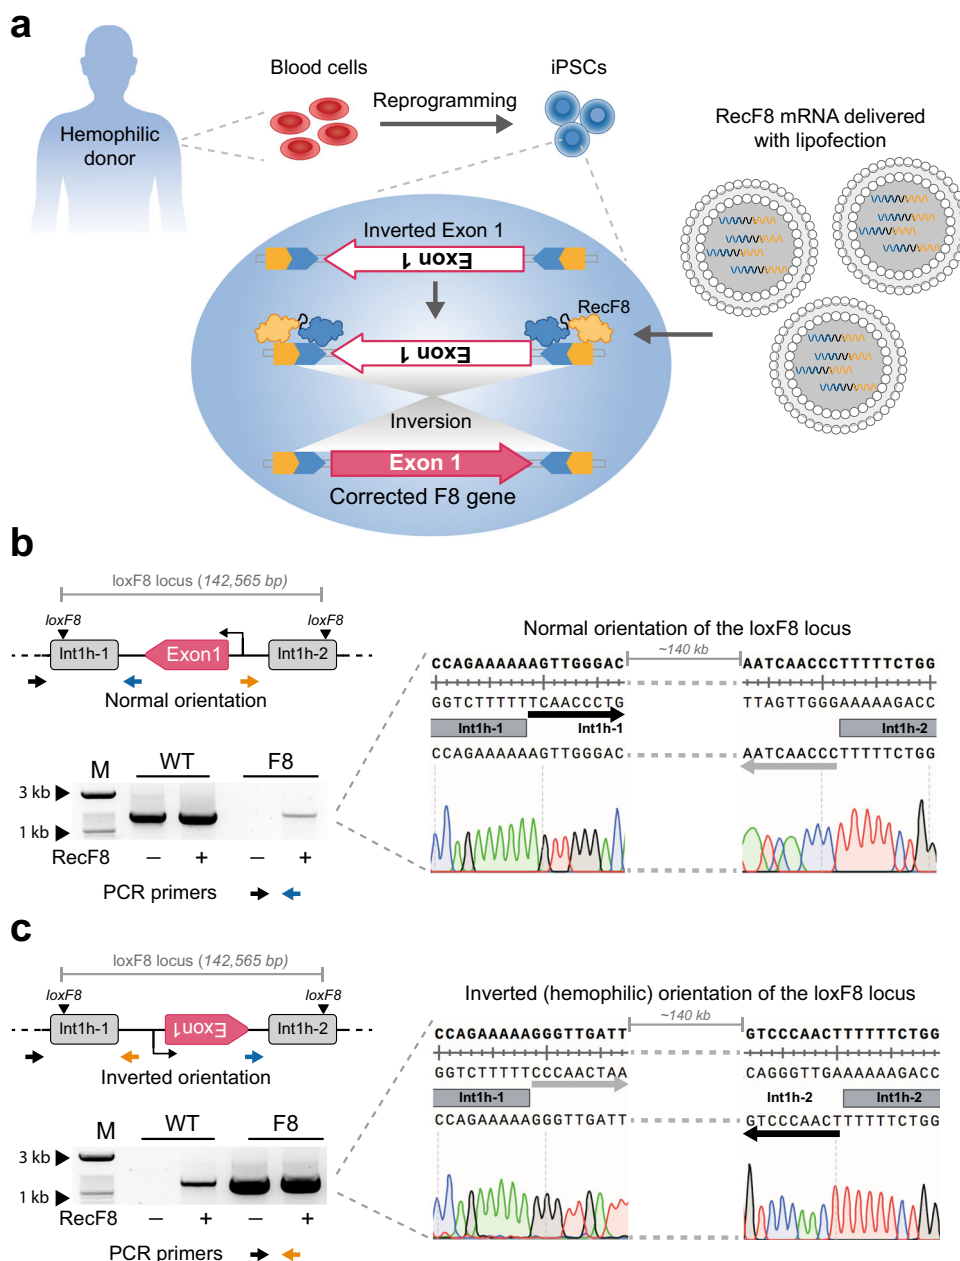 a
Hemophilic
donor
Blood cells
Reprogramming
iPSCs
RecF8 mRNA delivered
with lipofection
Inverted Exon 1
Exon 1
RecF8
Exon 1
Inversion
Exon 1
Corrected F8 gene
b
loxF8 locus (142,565 bp)
loxF8
loxF8
Int1h-1
Exon1
Int1h-2
Normal orientation
M
WT
F8
3 kb
1 kb
RecF8
– + – +
PCR primers
Normal orientation of the loxF8 locus
CCAGAAAAAAGTTGGGAC
~140 kb
AATCAACCCTTTTTCTGG
GGTCTTTTTTCAACCCTG
TTAGTTGGGAAAAAGACC
Int1h-1
Int1h-1
Int1h-2
CCAGAAAAAAGTTGGGAC
AATCAACCCTTTTTCTGG
c
loxF8 locus (142,565 bp)
loxF8
loxF8
Int1h-1
Exon1
Int1h-2
Inverted orientation
M
WT
F8
3 kb
1 kb
RecF8
– + – +
PCR primers
Inverted (hemophilic) orientation of the loxF8 locus
CCAGAAAAAGGGTTGATT
~140 kb
GTCCCAACTTTTTTCTGG
GGTCTTTTTCCCAACTAA
CAGGGTTGAAAAAAGACC
Int1h-1
Int1h-2
Int1h-2
CCAGAAAAAGGGTTGATT
GTCCCAACTTTTTTCTGG